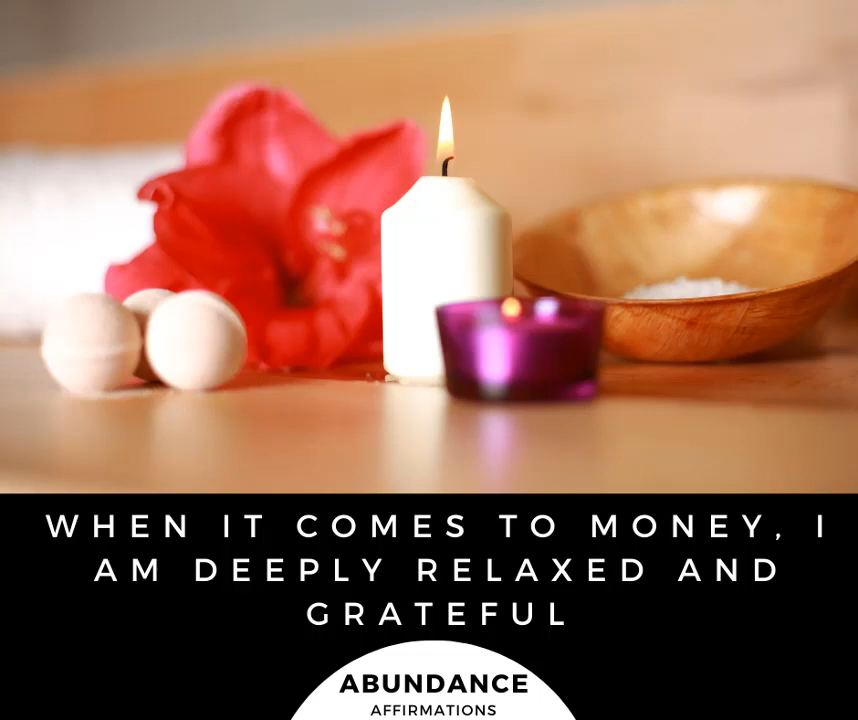 WHEN IT COMES TO MONEY, I
AM DEEPLY RELAXED AND
GRATEFUL
ABUNDANCE
AFFIRMATIONS